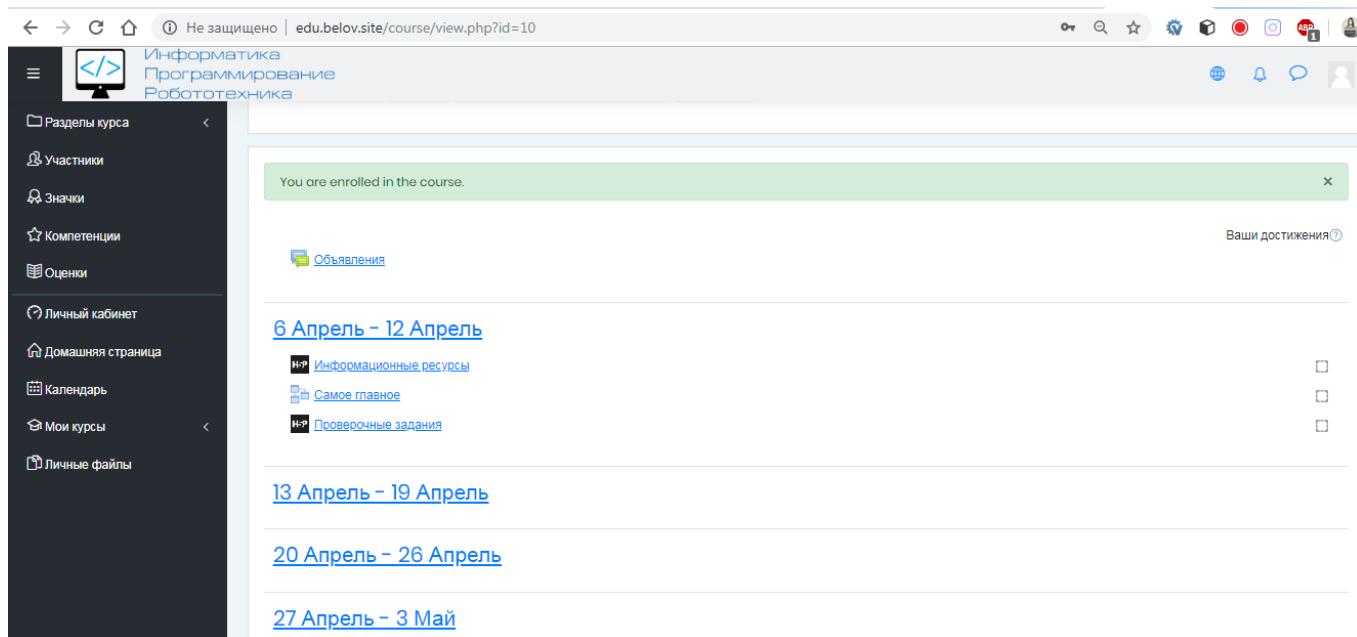 Не защищено | edu.belov.site/course/view.php?id=10
ABP
1
</>
Информатика
Программирование
Робототехника
Разделы курса
Участники
Значки
Компетенции
Оценки
Личный кабинет
Домашняя страница
Календарь
Мои курсы
Личные файлы
You are enrolled in the course.
×
Ваши достижения
Объявления
6 Апрель - 12 Апрель
H-P Информационные ресурсы
Самое главное
H-P Проверочные задания
13 Апрель - 19 Апрель
20 Апрель - 26 Апрель
27 Апрель - 3 Май